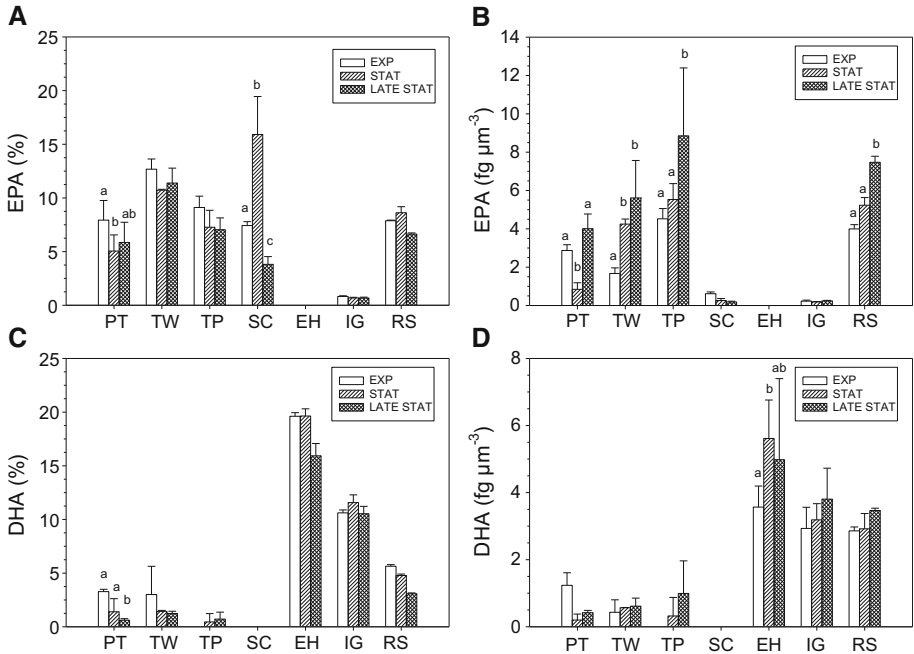 A
25
20
15
10
5
0
EPA (%)
EXP
STAT
LATE STAT
a
b
ab
a
b
c
PT TW TP SC EH IG RS
B
14
12
10
8
6
4
2
0
EPA (fg µm⁻³)
EXP
STAT
LATE STAT
a
b
a
a
b
b
a
a
b
a
a
b
PT TW TP SC EH IG RS
C
25
20
15
10
5
0
DHA (%)
EXP
STAT
LATE STAT
a
a
b
PT TW TP SC EH IG RS
D
8
6
4
2
0
DHA (fg µm⁻³)
EXP
STAT
LATE STAT
a
b
ab
PT TW TP SC EH IG RS